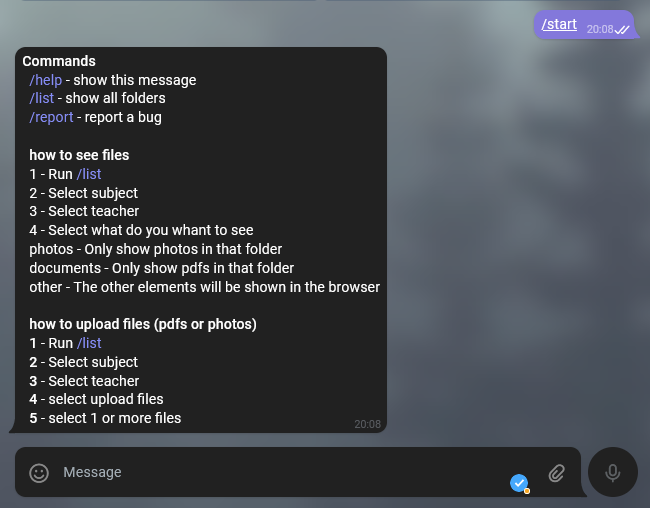 /start
20:08
Commands
/help - show this message
/list - show all folders
/report - report a bug
how to see files
1 - Run /list
2 - Select subject
3 - Select teacher
4 - Select what do you whant to see
photos - Only show photos in that folder
documents - Only show pdfs in that folder
other - The other elements will be shown in the browser
how to upload files (pdfs or photos)
1 - Run /list
2 - Select subject
3 - Select teacher
4 - select upload files
5 - select 1 or more files
20:08
Message